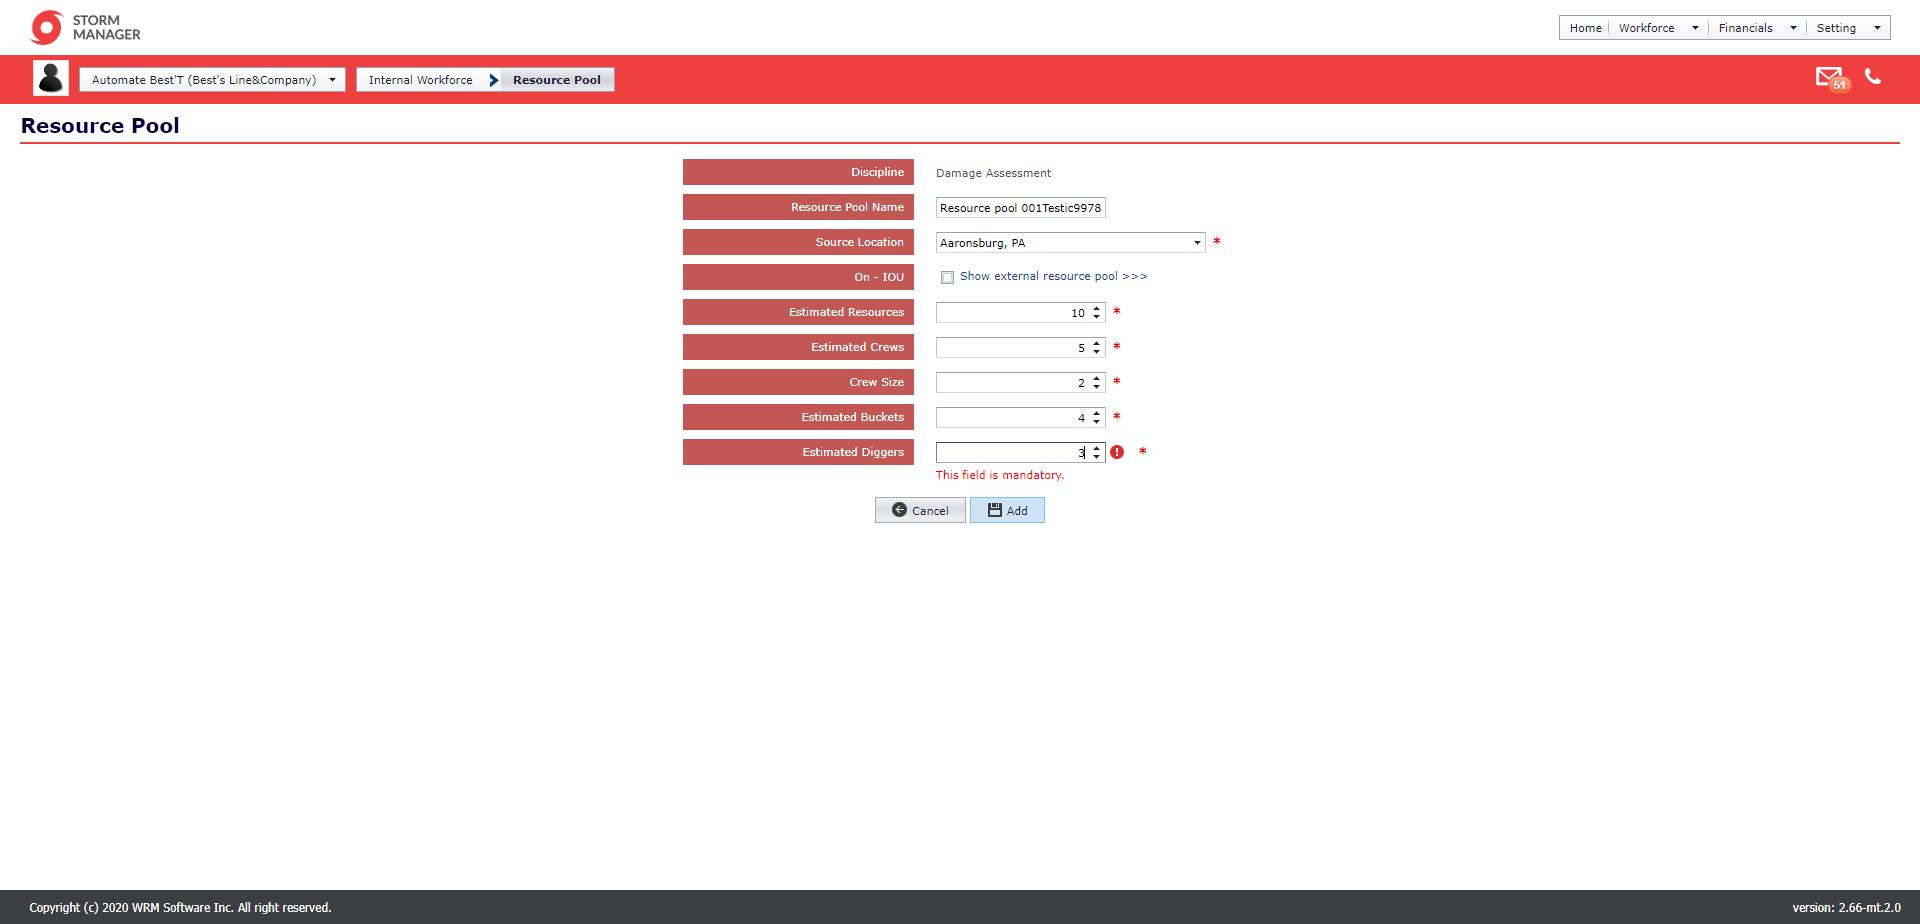 STORM
MANAGER
Home Workforce Financials Setting
Automate Best'T (Best's Line&Company) Internal Workforce Resource Pool 51
Resource Pool
Discipline Damage Assessment
Resource Pool Name Resource pool 001Testic9978
Source Location Aaronsburg, PA *
On - IOU Show external resource pool >>>
Estimated Resources 10 *
Estimated Crews 5 *
Crew Size 2 *
Estimated Buckets 4 *
Estimated Diggers 3 ! *
This field is mandatory.
Cancel Add
Copyright (c) 2020 WRM Software Inc. All right reserved. version: 2.66-mt.2.0